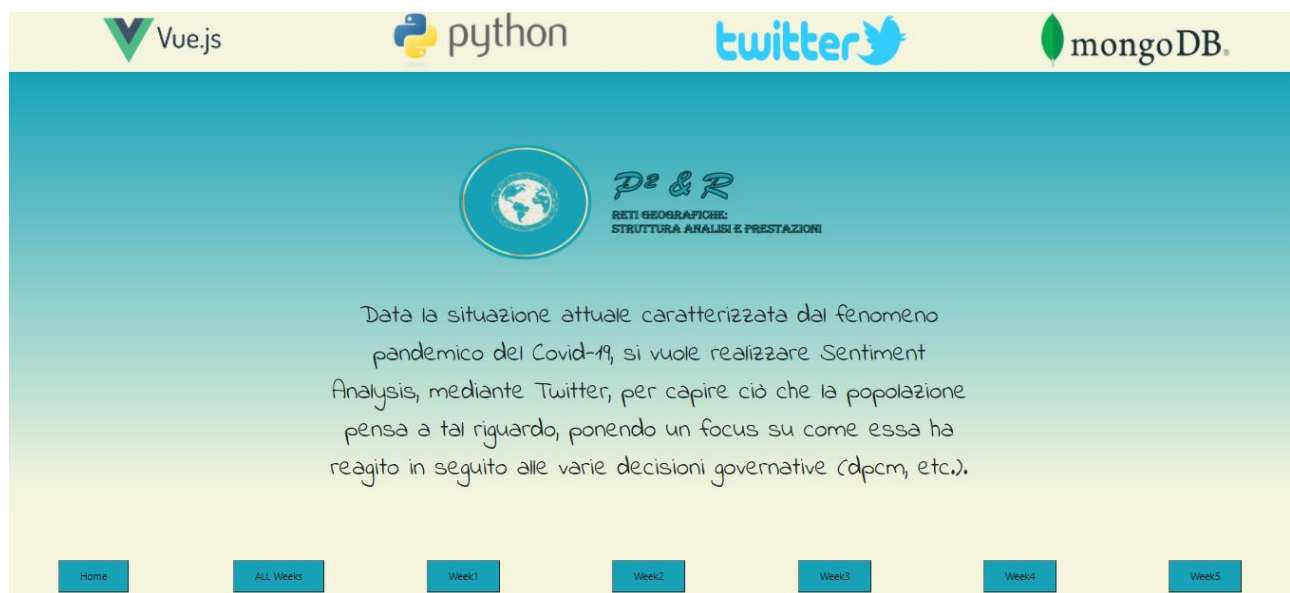 Vue.js python twitter mongoDB®
P² & R
RETI GEOGRAFICHE:
STRUTTURA ANALISI E PRESTAZIONI
Data la situazione attuale caratterizzata dal fenomeno
pandemico del Covid-19, si vuole realizzare Sentiment
Analysis, mediante Twitter, per capire ciò che la popolazione
pensa a tal riguardo, ponendo un focus su come essa ha
reagito in seguito alle varie decisioni governative (dpcm, etc.).
Home ALL Weeks Week1 Week2 Week3 Week4 Week5